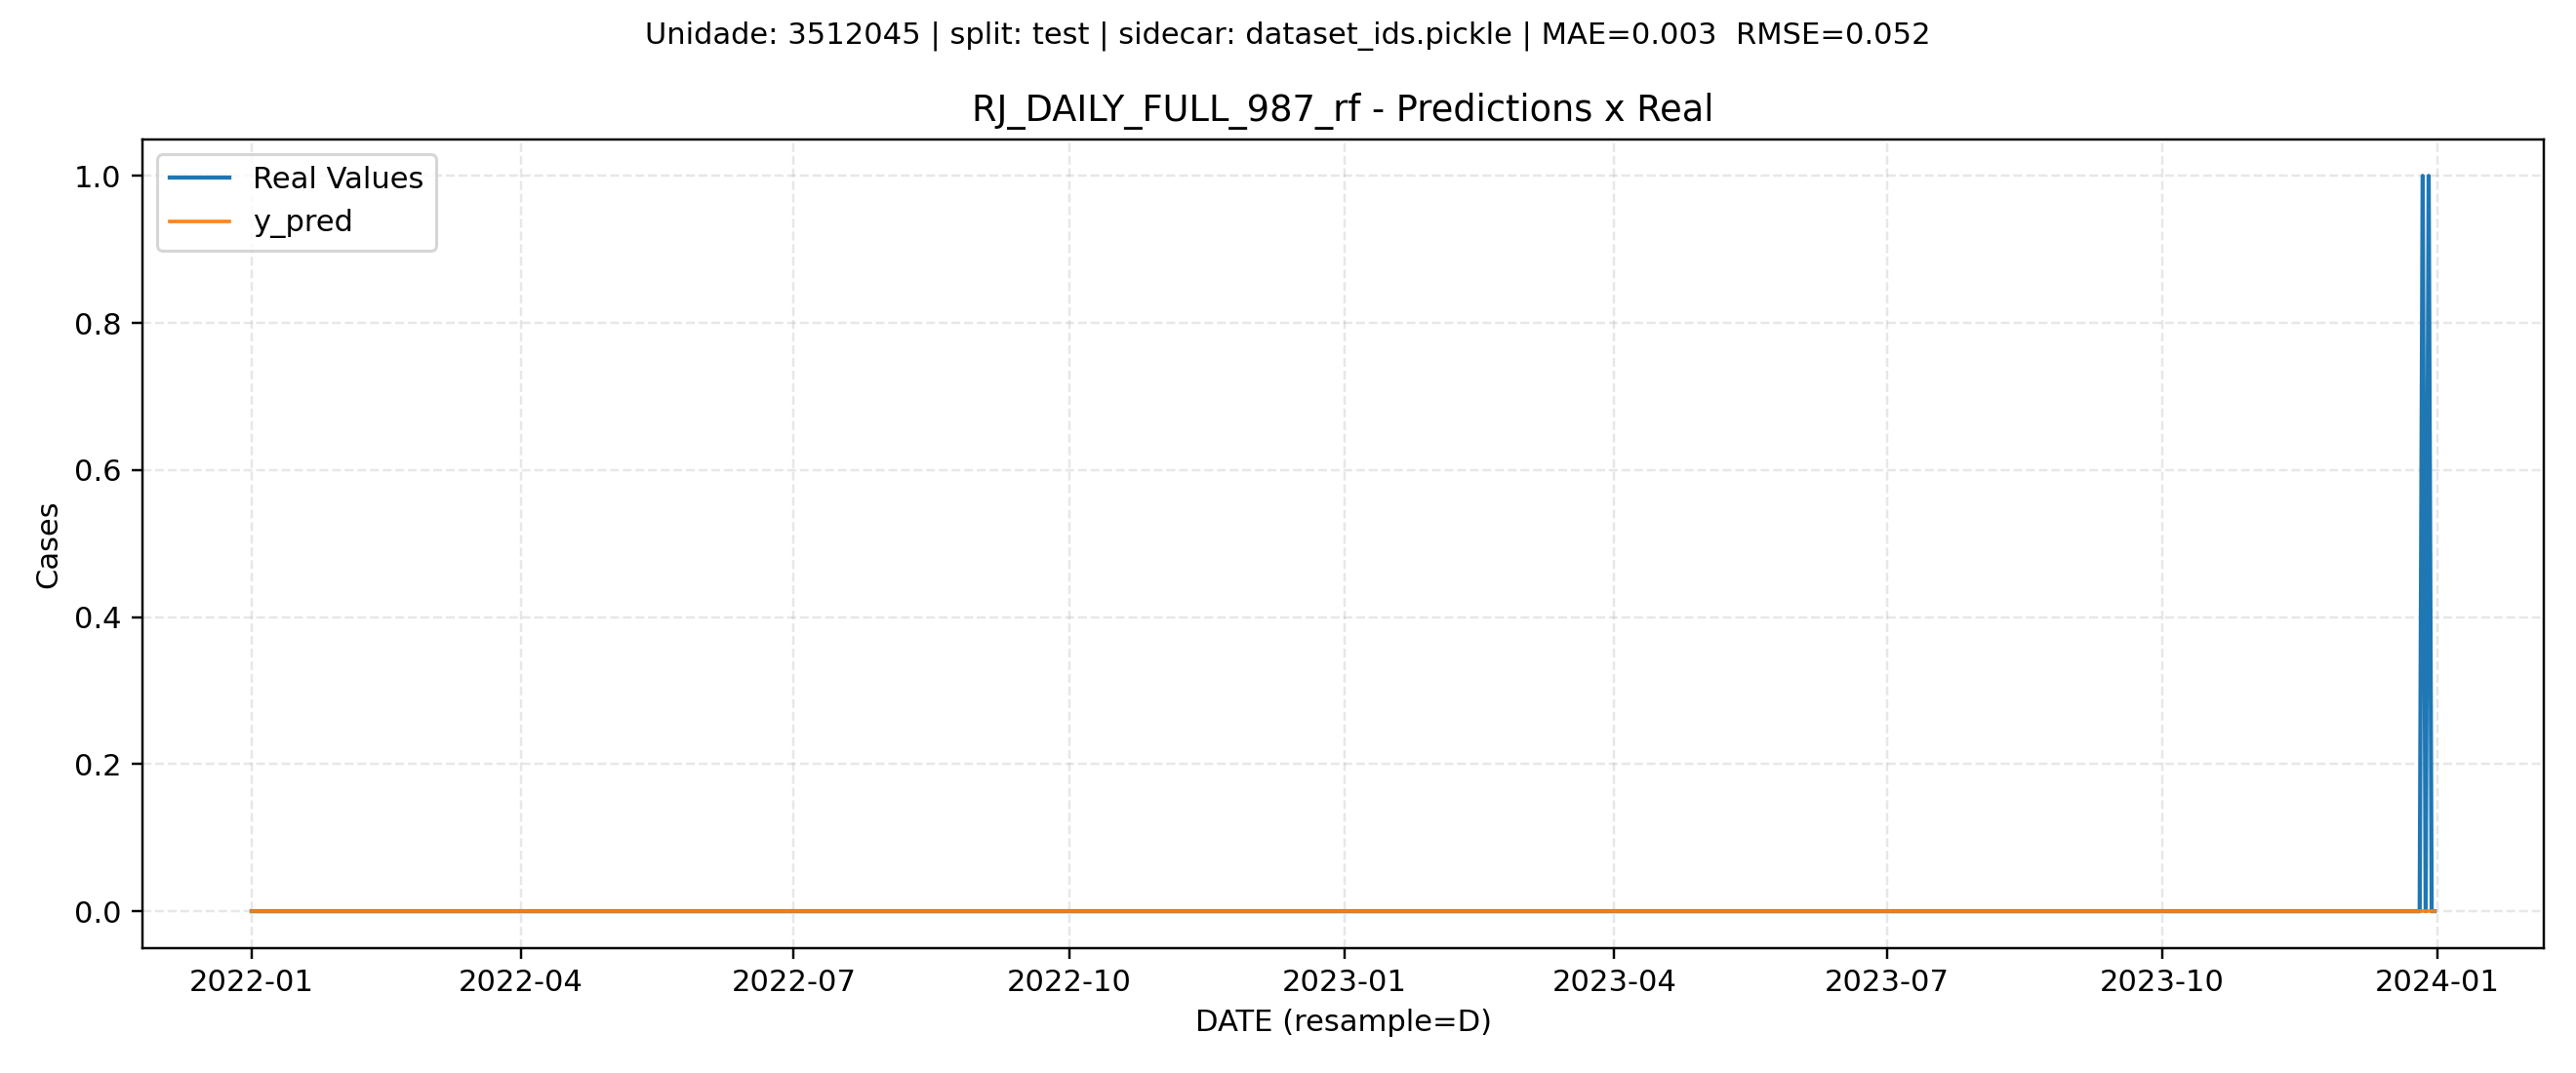 Unidade: 3512045 | split: test | sidecar: dataset_ids.pickle | MAE=0.003  RMSE=0.052
RJ_DAILY_FULL_987_rf - Predictions x Real
Real Values
y_pred
1.0
0.8
0.6
0.4
0.2
0.0
Cases
2022-01 2022-04 2022-07 2022-10 2023-01 2023-04 2023-07 2023-10 2024-01
DATE (resample=D)